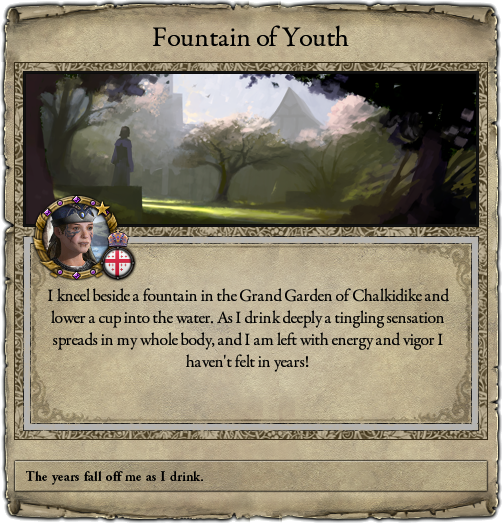 Fountain of Youth
I kneel beside a fountain in the Grand Garden of Chalkidike and
lower a cup into the water. As I drink deeply a tingling sensation
spreads in my whole body, and I am left with energy and vigor I
haven't felt in years!
The years fall off me as I drink.